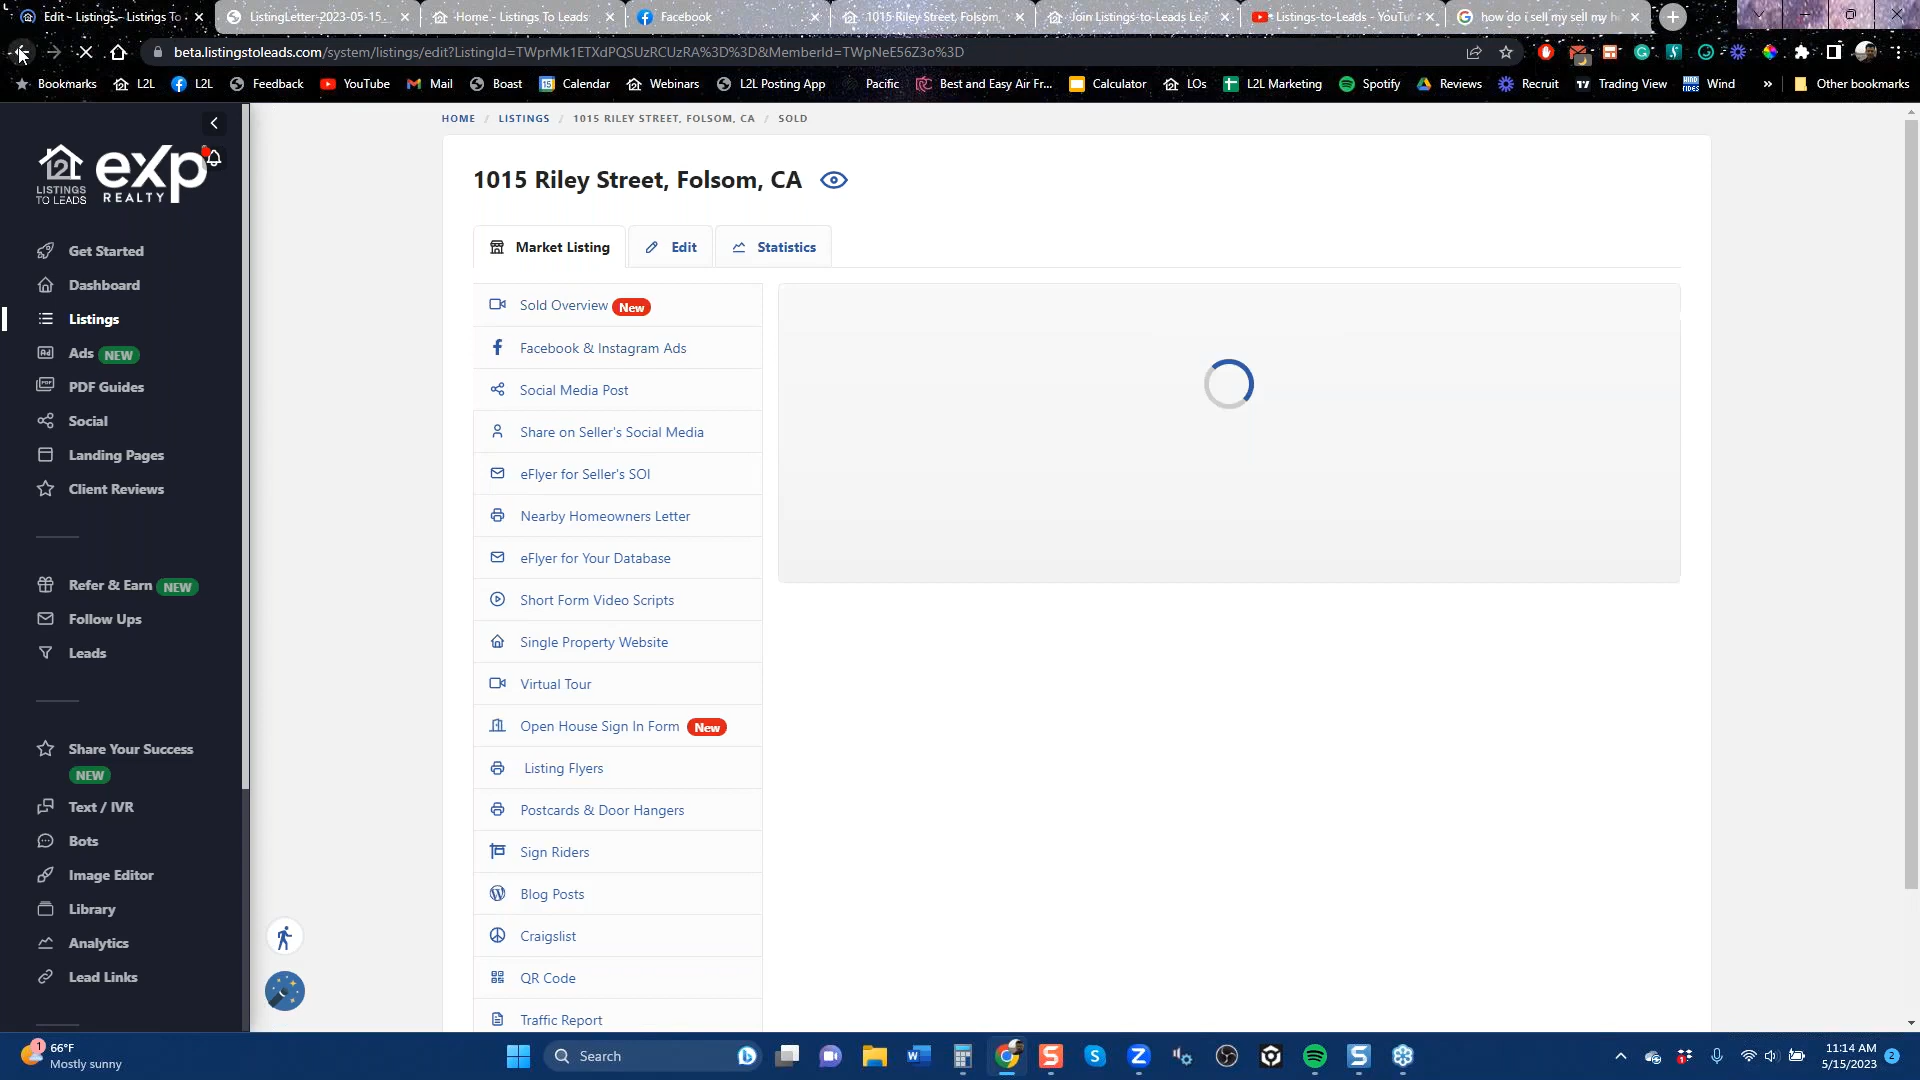 Edit - Listings - Listings To
ListingLetter-2023-05-15.
Home - Listings To Leads
Facebook
1015 Riley Street, Folsom,
Join Listings-to-Leads Le
Listings-to-Leads - YouTu
how do i sell my sell my h
beta.listingstoleads.com/system/listings/edit?ListingId=TWprMk1ETXdPQSUzRCUzRA%3D%3D&MemberId=TWpNeE56Z3o%3D
Bookmarks
L2L
L2L
Feedback
YouTube
Mail
Boast
Calendar
Webinars
L2L Posting App
Pacific
Best and Easy Air Fr...
Calculator
LOs
L2L Marketing
Spotify
Reviews
Recruit
Trading View
Wind
»
Other bookmarks
HOME / LISTINGS / 1015 RILEY STREET, FOLSOM, CA / SOLD
LISTINGS
TO LEADS
eXp
REALTY
1015 Riley Street, Folsom, CA
Market Listing
Edit
Statistics
Get Started
Dashboard
Listings
Ads NEW
PDF Guides
Social
Landing Pages
Client Reviews
Refer & Earn NEW
Follow Ups
Leads
Share Your Success
NEW
Text / IVR
Bots
Image Editor
Library
Analytics
Lead Links
Sold Overview New
Facebook & Instagram Ads
Social Media Post
Share on Seller's Social Media
eFlyer for Seller's SOI
Nearby Homeowners Letter
eFlyer for Your Database
Short Form Video Scripts
Single Property Website
Virtual Tour
Open House Sign In Form New
Listing Flyers
Postcards & Door Hangers
Sign Riders
Blog Posts
Craigslist
QR Code
Traffic Report
1
66°F
Mostly sunny
Search
11:14 AM
5/15/2023
2